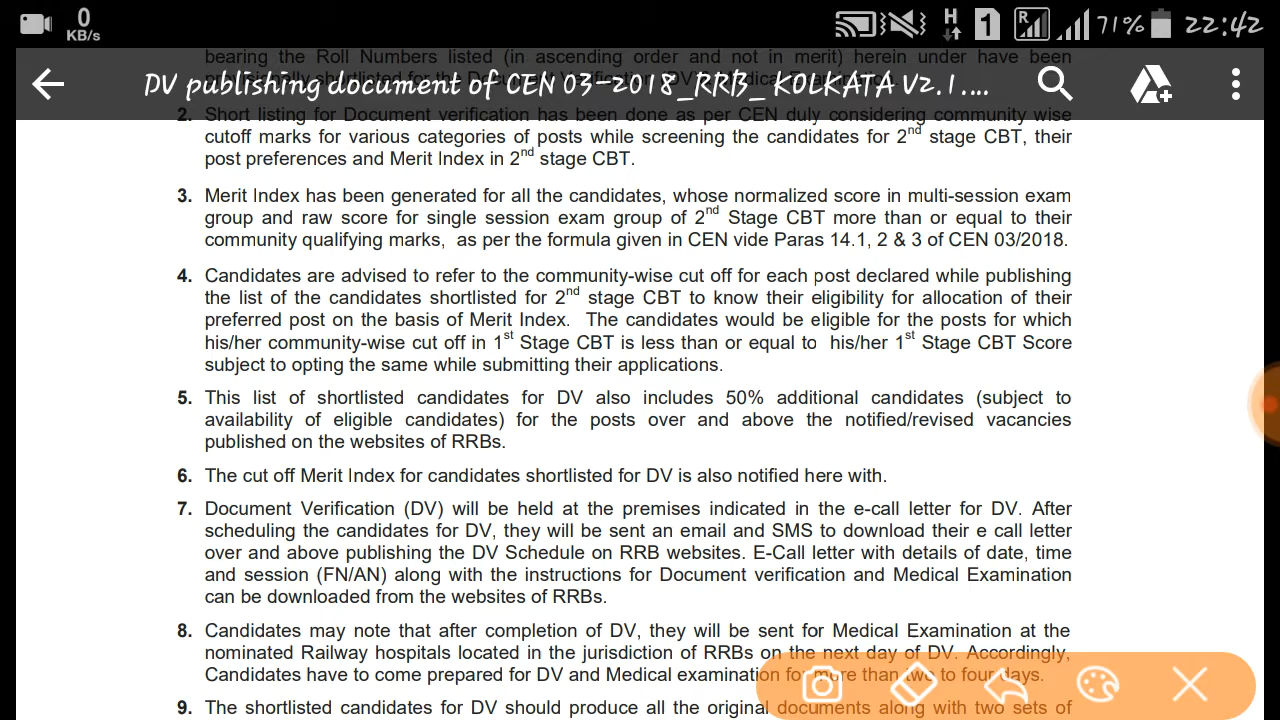 0
KB/s
H
1
R
71%
22:42
bearing the Roll Numbers listed (in ascending order and not in merit) herein under have been
DV publishing document of CEN 03-2018_RRB_ KOLKATA V2.1....
2. Short listing for Document verification has been done as per CEN duly considering community wise
cutoff marks for various categories of posts while screening the candidates for 2nd stage CBT, their
post preferences and Merit Index in 2nd stage CBT.
3. Merit Index has been generated for all the candidates, whose normalized score in multi-session exam
group and raw score for single session exam group of 2nd Stage CBT more than or equal to their
community qualifying marks, as per the formula given in CEN vide Paras 14.1, 2 & 3 of CEN 03/2018.
4. Candidates are advised to refer to the community-wise cut off for each post declared while publishing
the list of the candidates shortlisted for 2nd stage CBT to know their eligibility for allocation of their
preferred post on the basis of Merit Index. The candidates would be eligible for the posts for which
his/her community-wise cut off in 1st Stage CBT is less than or equal to his/her 1st Stage CBT Score
subject to opting the same while submitting their applications.
5. This list of shortlisted candidates for DV also includes 50% additional candidates (subject to
availability of eligible candidates) for the posts over and above the notified/revised vacancies
published on the websites of RRBs.
6. The cut off Merit Index for candidates shortlisted for DV is also notified here with.
7. Document Verification (DV) will be held at the premises indicated in the e-call letter for DV. After
scheduling the candidates for DV, they will be sent an email and SMS to download their e call letter
over and above publishing the DV Schedule on RRB websites. E-Call letter with details of date, time
and session (FN/AN) along with the instructions for Document verification and Medical Examination
can be downloaded from the websites of RRBs.
8. Candidates may note that after completion of DV, they will be sent for Medical Examination at the
nominated Railway hospitals located in the jurisdiction of RRBs on the next day of DV. Accordingly,
Candidates have to come prepared for DV and Medical examination for more than two to four days.
9. The shortlisted candidates for DV should produce all the original documents along with two sets of